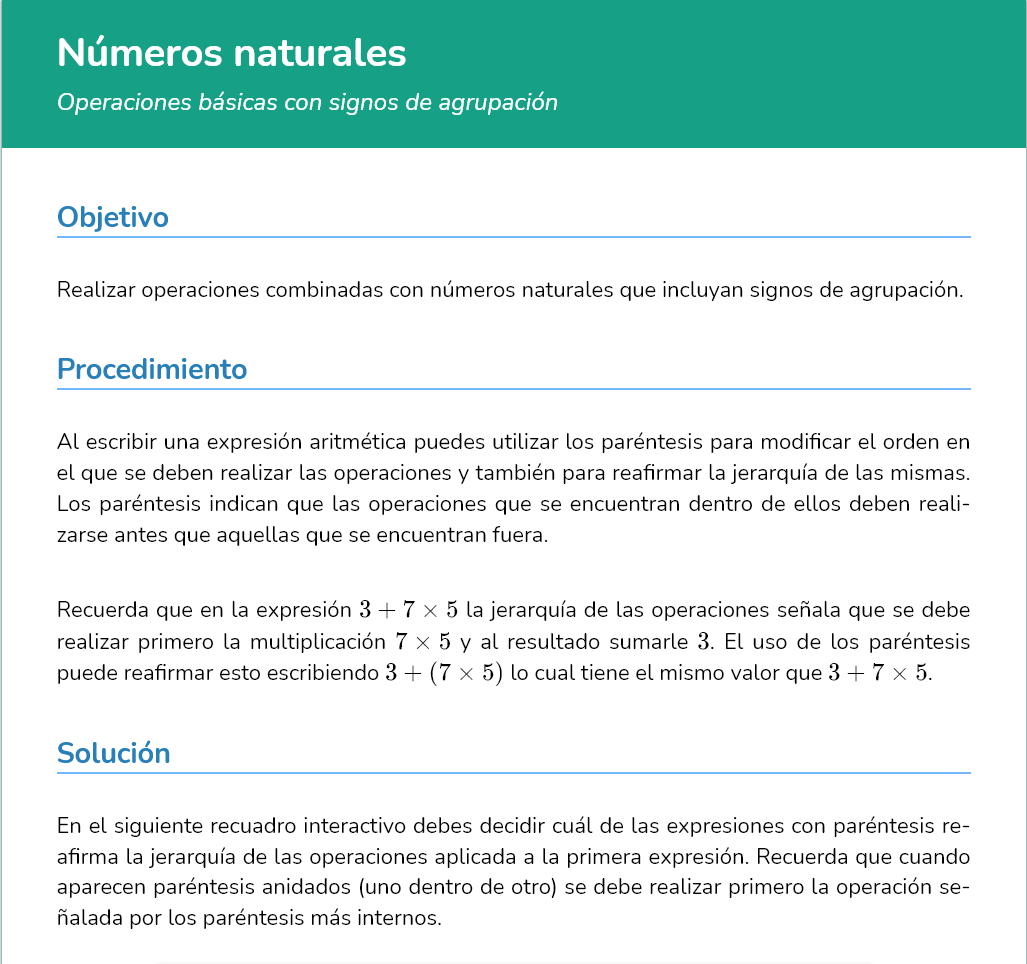 Números naturales
Operaciones básicas con signos de agrupación
Objetivo
Realizar operaciones combinadas con números naturales que incluyan signos de agrupación.
Procedimiento
Al escribir una expresión aritmética puedes utilizar los paréntesis para modificar el orden en
el que se deben realizar las operaciones y también para reafirmar la jerarquía de las mismas.
Los paréntesis indican que las operaciones que se encuentran dentro de ellos deben reali-
zarse antes que aquellas que se encuentran fuera.
Recuerda que en la expresión 3 + 7 × 5 la jerarquía de las operaciones señala que se debe
realizar primero la multiplicación 7 × 5 y al resultado sumarle 3. El uso de los paréntesis
puede reafirmar esto escribiendo 3 + (7 × 5) lo cual tiene el mismo valor que 3 + 7 × 5.
Solución
En el siguiente recuadro interactivo debes decidir cuál de las expresiones con paréntesis re-
afirma la jerarquía de las operaciones aplicada a la primera expresión. Recuerda que cuando
aparecen paréntesis anidados (uno dentro de otro) se debe realizar primero la operación se-
ñalada por los paréntesis más internos.